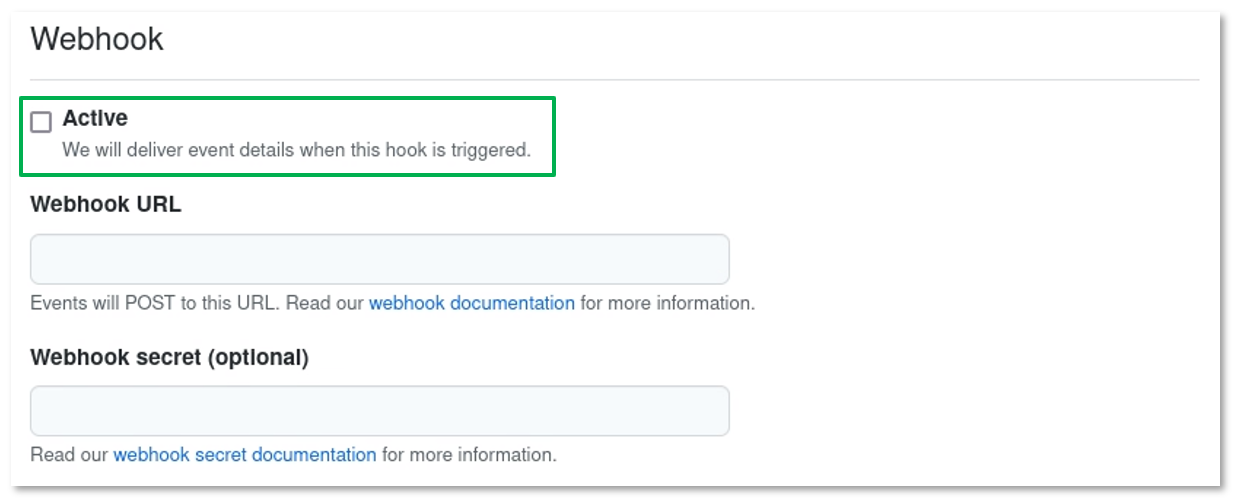 Webhook
Active
We will deliver event details when this hook is triggered.
Webhook URL
Events will POST to this URL. Read our webhook documentation for more information.
Webhook secret (optional)
Read our webhook secret documentation for more information.